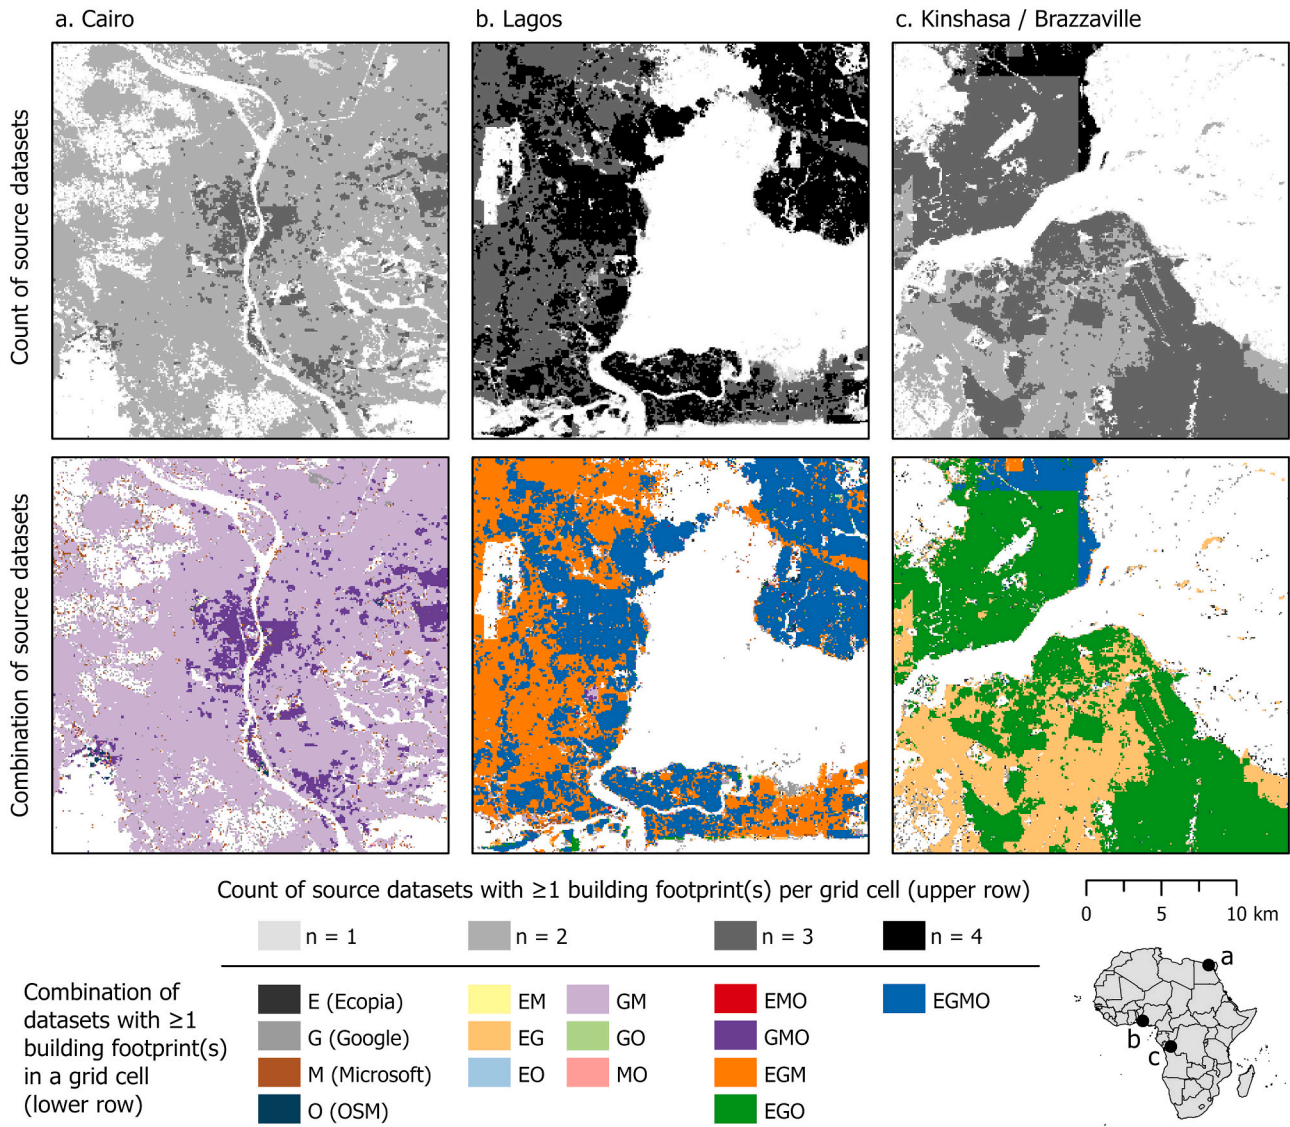 a. Cairo
b. Lagos
c. Kinshasa / Brazzaville
Count of source datasets
Combination of source datasets
Count of source datasets with ≥1 building footprint(s) per grid cell (upper row)
n = 1
n = 2
n = 3
n = 4
Combination of
datasets with ≥1
building footprint(s)
in a grid cell
(lower row)
E (Ecopia)
G (Google)
M (Microsoft)
O (OSM)
EM
EG
EO
GM
GO
MO
EMO
GMO
EGM
EGO
EGMO
0 5 10 km
a
b
c